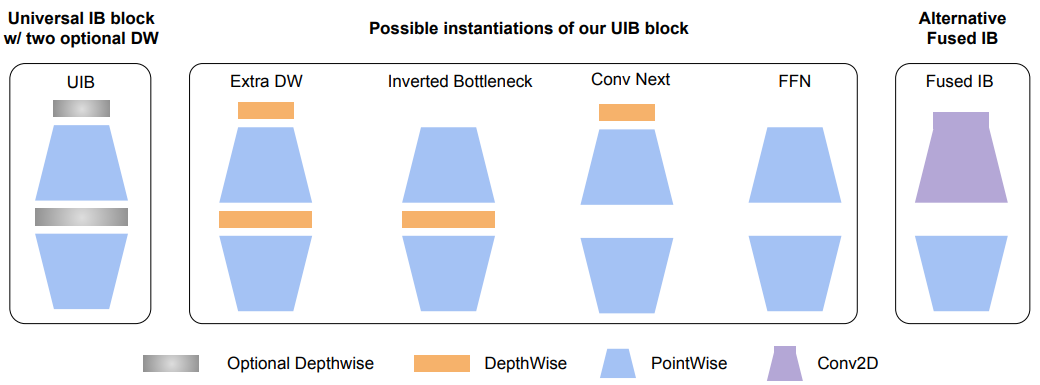 Universal IB block
w/ two optional DW
Possible instantiations of our UIB block
Alternative
Fused IB
UIB
Extra DW
Inverted Bottleneck
Conv Next
FFN
Fused IB
Optional Depthwise
DepthWise
PointWise
Conv2D